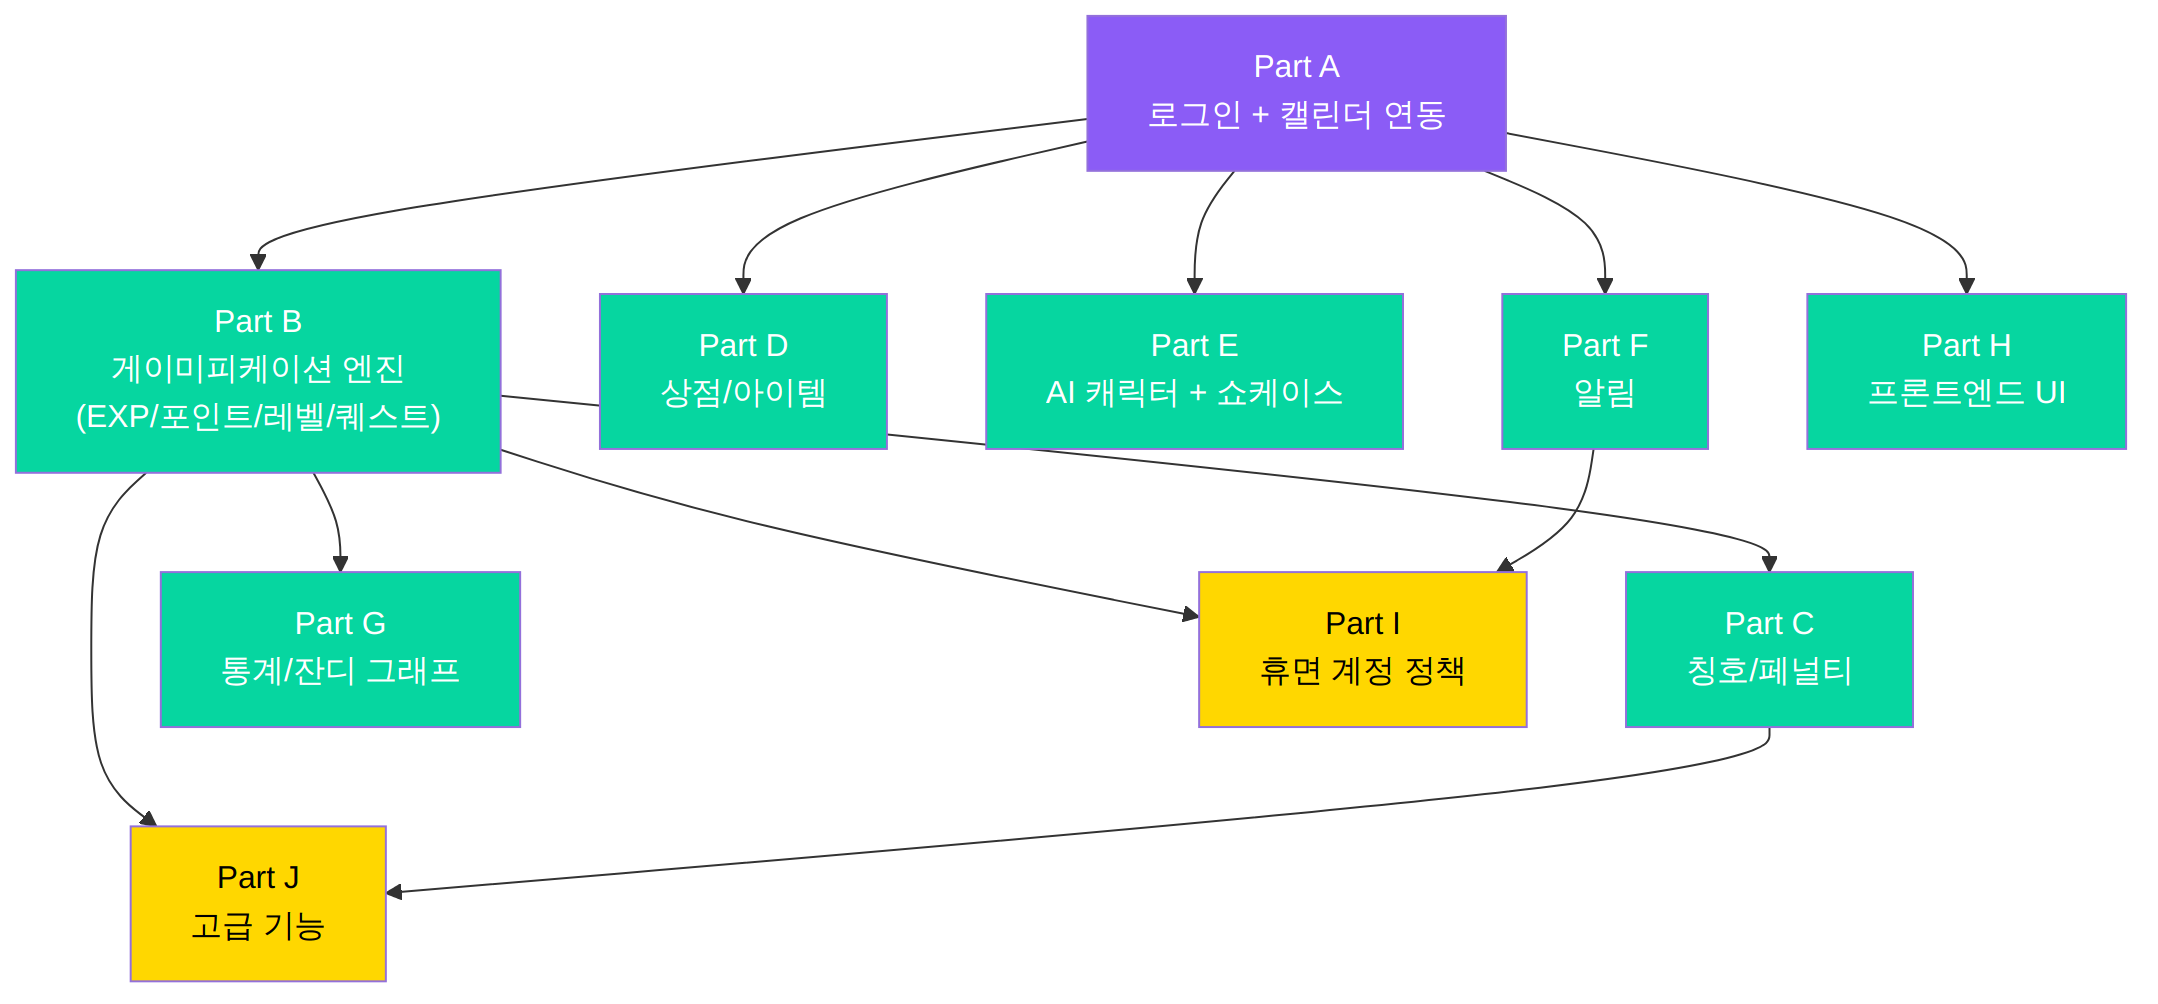 Part A
로그인 + 캘린더 연동
Part B
게이미피케이션 엔진
(EXP/포인트/레벨/퀘스트)
Part D
상점/아이템
Part E
AI 캐릭터 + 쇼케이스
Part F
알림
Part H
프론트엔드 UI
Part G
통계/잔디 그래프
Part I
휴면 계정 정책
Part C
칭호/페널티
Part J
고급 기능